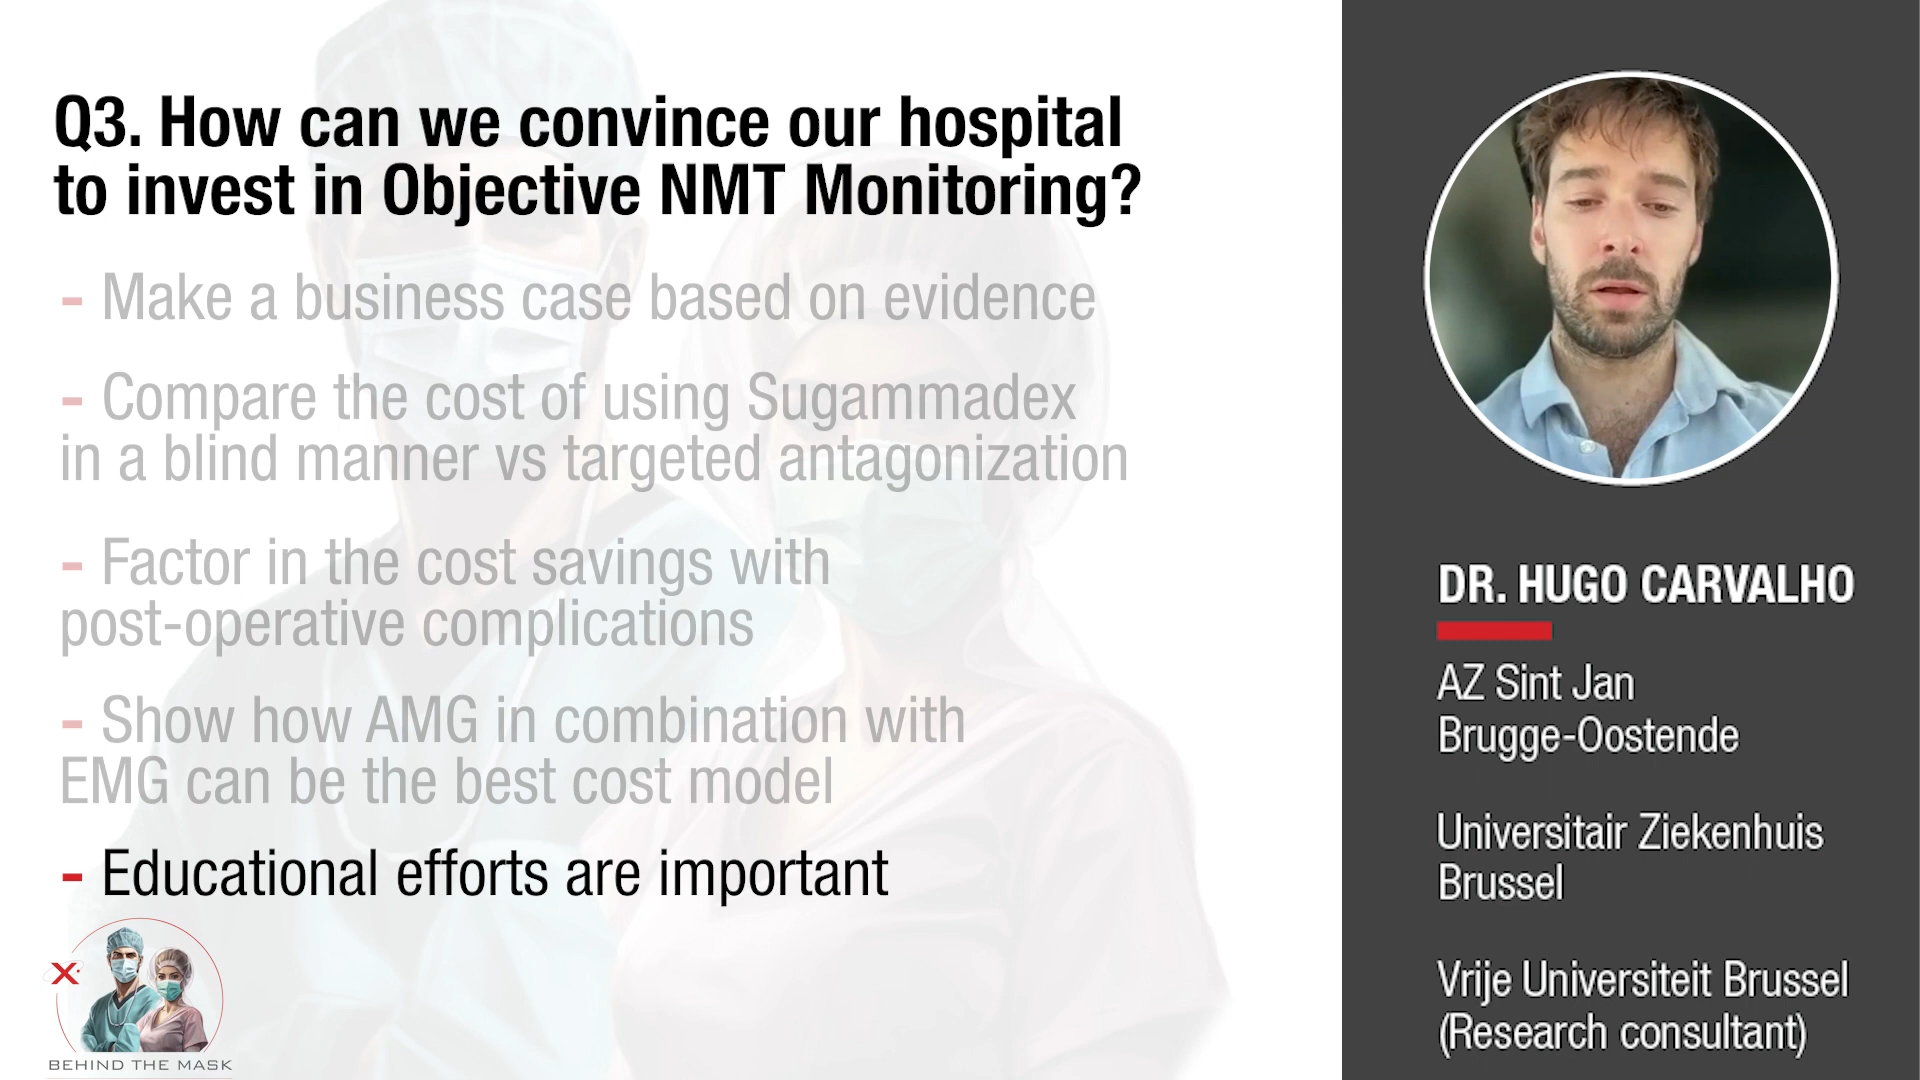 Q3. How can we convince our hospital
to invest in Objective NMT Monitoring?
- Make a business case based on evidence
- Compare the cost of using Sugammadex
in a blind manner vs targeted antagonization
- Factor in the cost savings with
post-operative complications
- Show how AMG in combination with
EMG can be the best cost model
- Educational efforts are important
X
BEHIND THE MASK
DR. HUGO CARVALHO
AZ Sint Jan
Brugge-Oostende
Universitair Ziekenhuis
Brussel
Vrije Universiteit Brussel
(Research consultant)